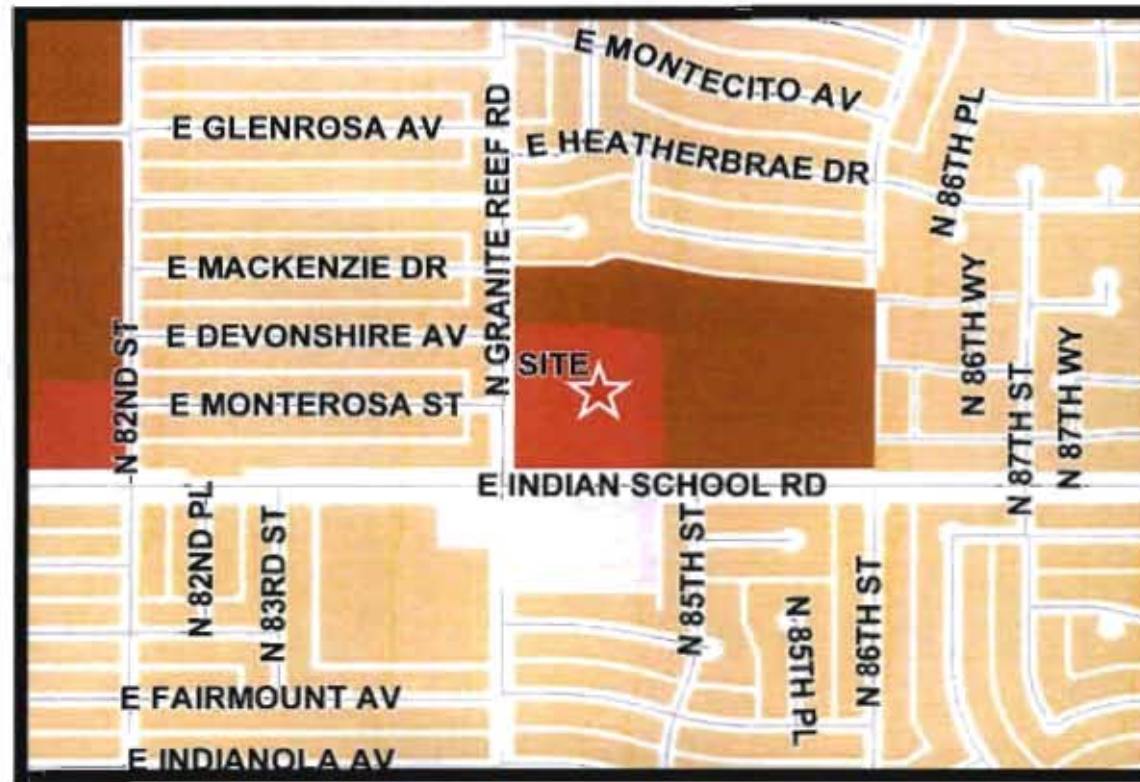 E MONTECITO AV
E GLENROSA AV
N GRANITE REEF RD
E HEATHERBRAE DR
N 86TH PL
E MACKENZIE DR
E DEVONSHIRE AV
SITE
E MONTEROSA ST
N 82ND ST
N 86TH WY
N 87TH ST
N 87TH WY
E INDIAN SCHOOL RD
N 82ND PL
N 83RD ST
N 85TH ST
N 85TH PL
N 86TH ST
E FAIRMOUNT AV
E INDIANOLA AV